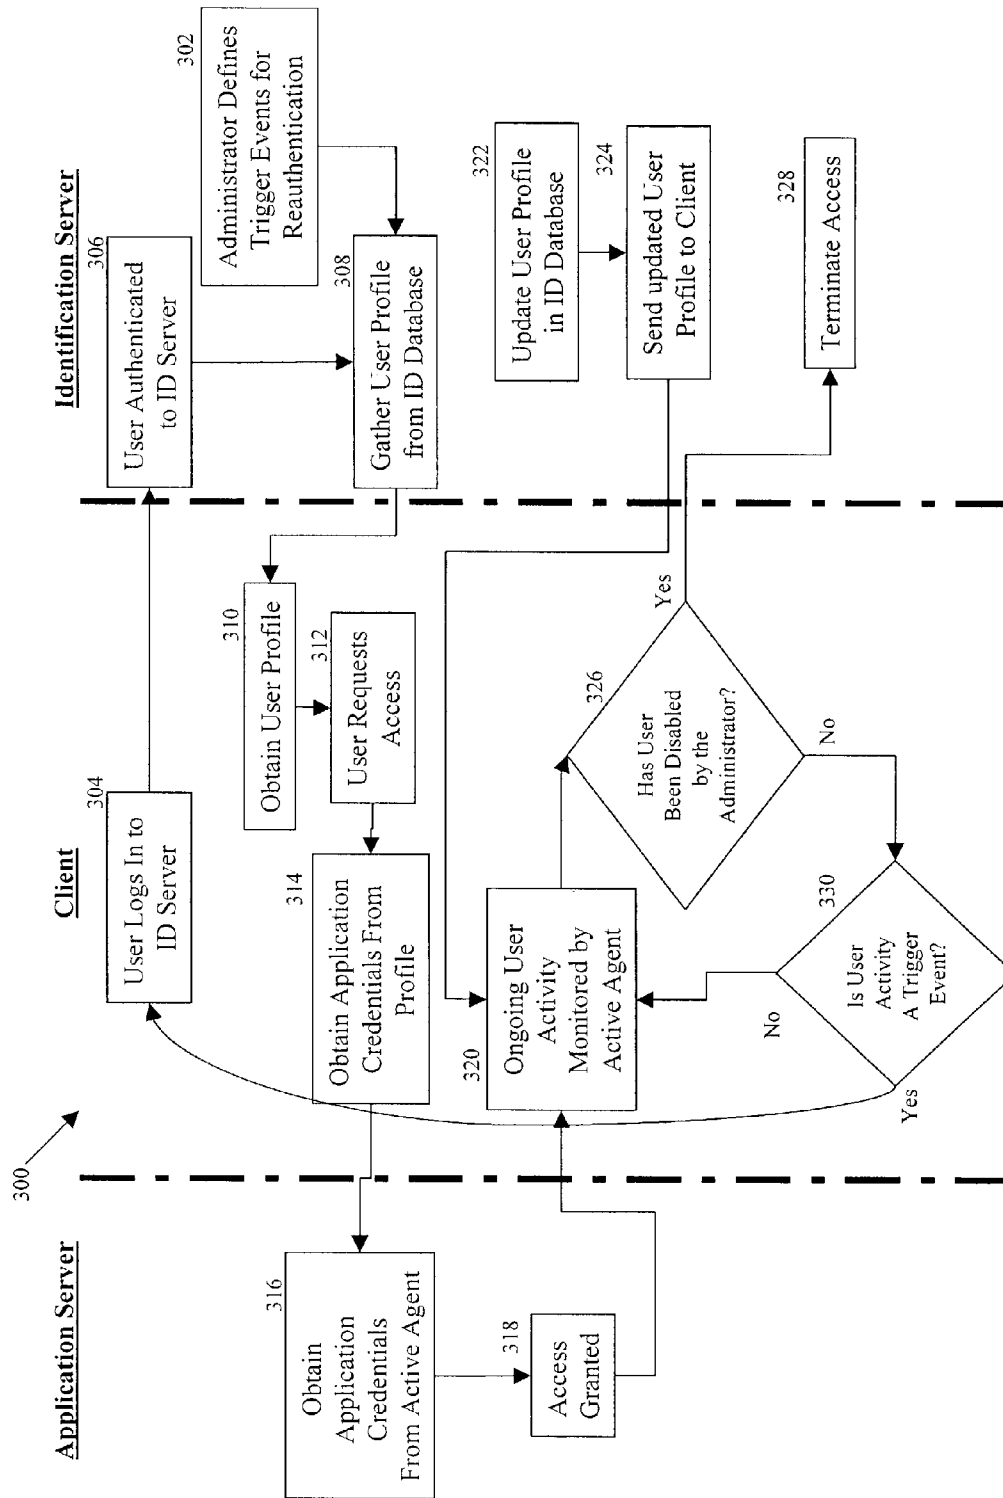 300
Application Server
Client
Identification Server
302
Administrator Defines
Trigger Events for
Reauthentication
304
User Logs In to
ID Server
306
User Authenticated
to ID Server
308
Gather User Profile
from ID Database
310
Obtain User Profile
312
User Requests
Access
314
Obtain Application
Credentials From
Profile
316
Obtain
Application
Credentials
From Active Agent
318
Access
Granted
320
Ongoing User
Activity
Monitored by
Active Agent
322
Update User Profile
in ID Database
324
Send updated User
Profile to Client
326
Has User
Been Disabled
by the
Administrator?
Yes
No
328
Terminate Access
330
Is User
Activity
A Trigger
Event?
No
Yes